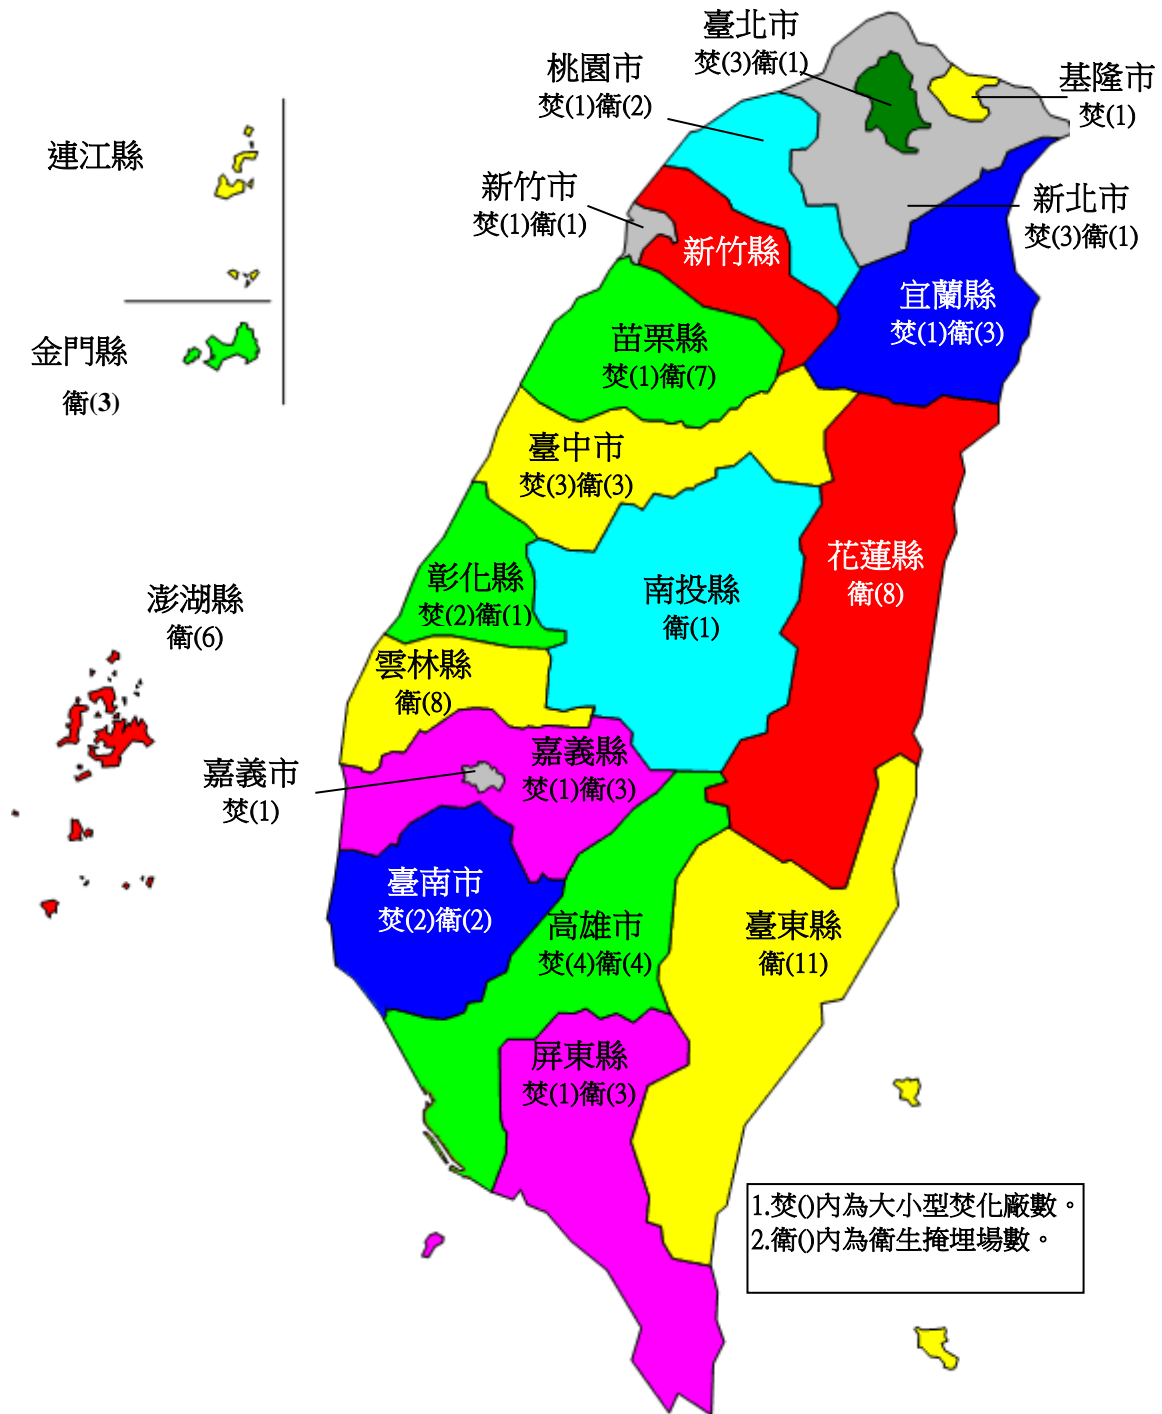 臺北市
焚(3)衛(1)
桃園市
焚(1)衛(2)
基隆市
焚(1)
連江縣
新竹市
焚(1)衛(1)
新北市
焚(3)衛(1)
新竹縣
宜蘭縣
焚(1)衛(3)
金門縣
衛(3)
苗栗縣
焚(1)衛(7)
臺中市
焚(3)衛(3)
花蓮縣
衛(8)
彰化縣
焚(2)衛(1)
南投縣
衛(1)
澎湖縣
衛(6)
雲林縣
衛(8)
嘉義縣
焚(1)衛(3)
嘉義市
焚(1)
臺南市
焚(2)衛(2)
高雄市
焚(4)衛(4)
臺東縣
衛(11)
屏東縣
焚(1)衛(3)
1.焚()內為大小型焚化廠數。
2.衛()內為衛生掩埋場數。